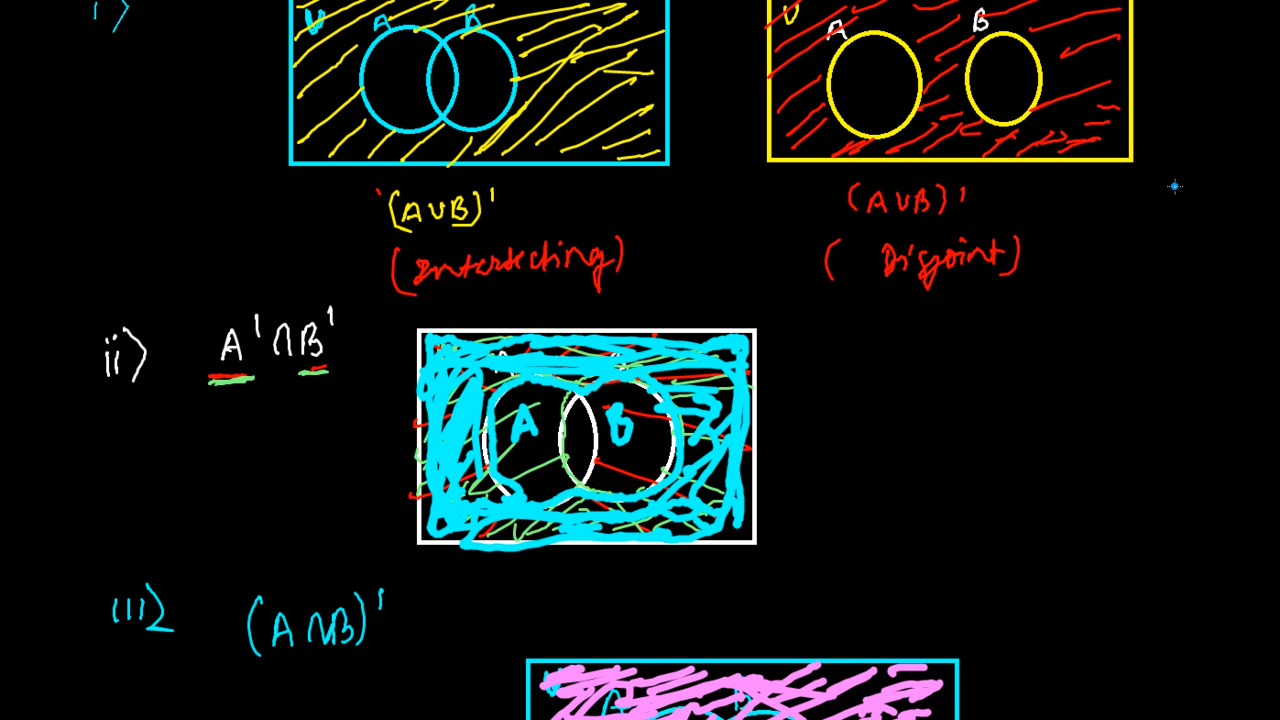 i)
U A B
U A B
(A∪B)'
(A∪B)'
(Intersecting)
( Disjoint)
ii) A' ∩ B'
A B
iii) (A∩B)'